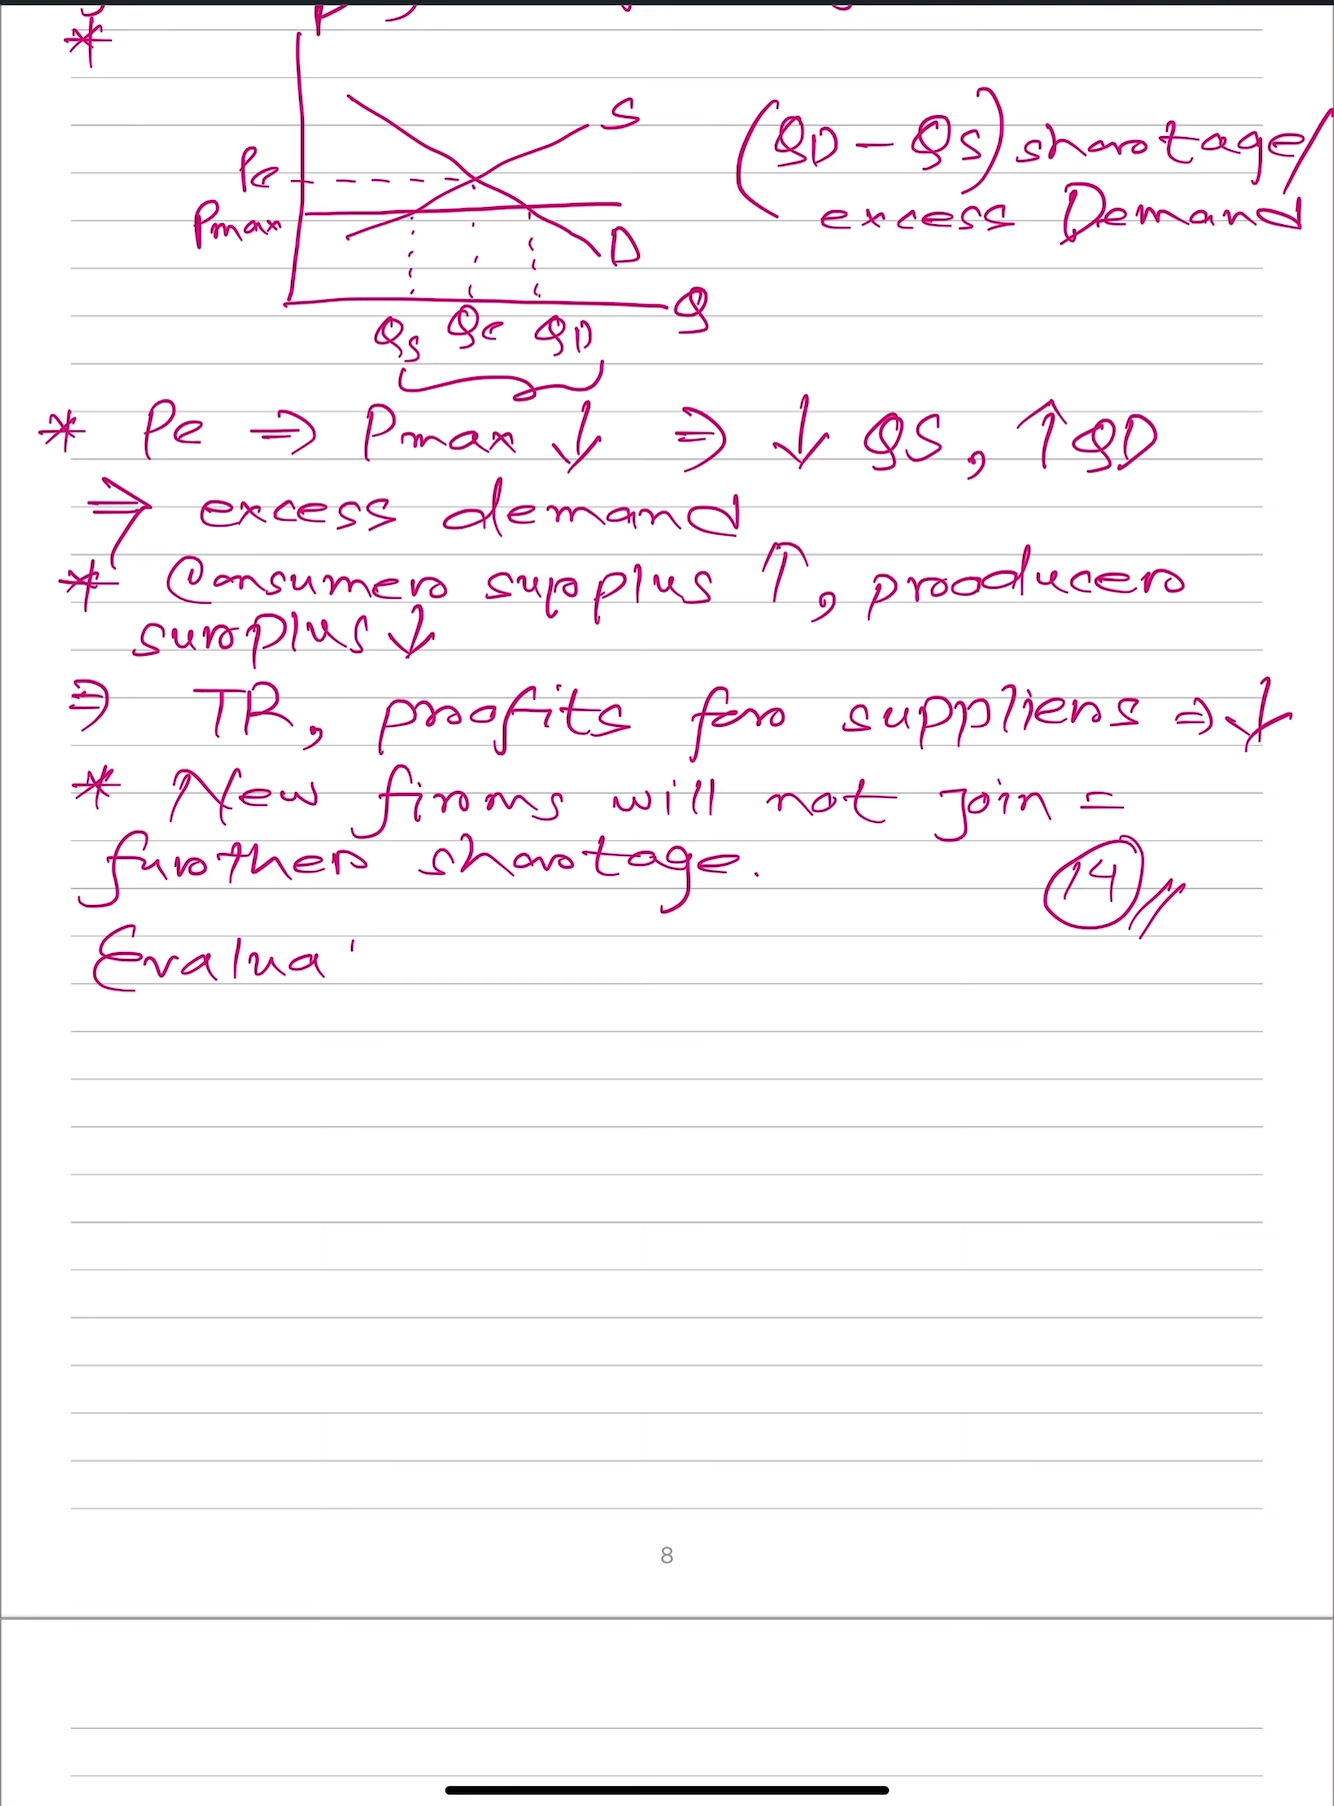 *
S
(QD - QS) shortage/
Pe
Pmax
excess Demand
D
Q
Qs Qe QD
* Pe ⇒ Pmax ↓ ⇒ ↓ QS, ↑ QD
⇒ excess demand
* Consumer surplus ↑, producer
surplus ↓
⇒ TR, profits for suppliers ⇒ ↓
* New firms will not join =
further shortage.
14 //
Evalua
8